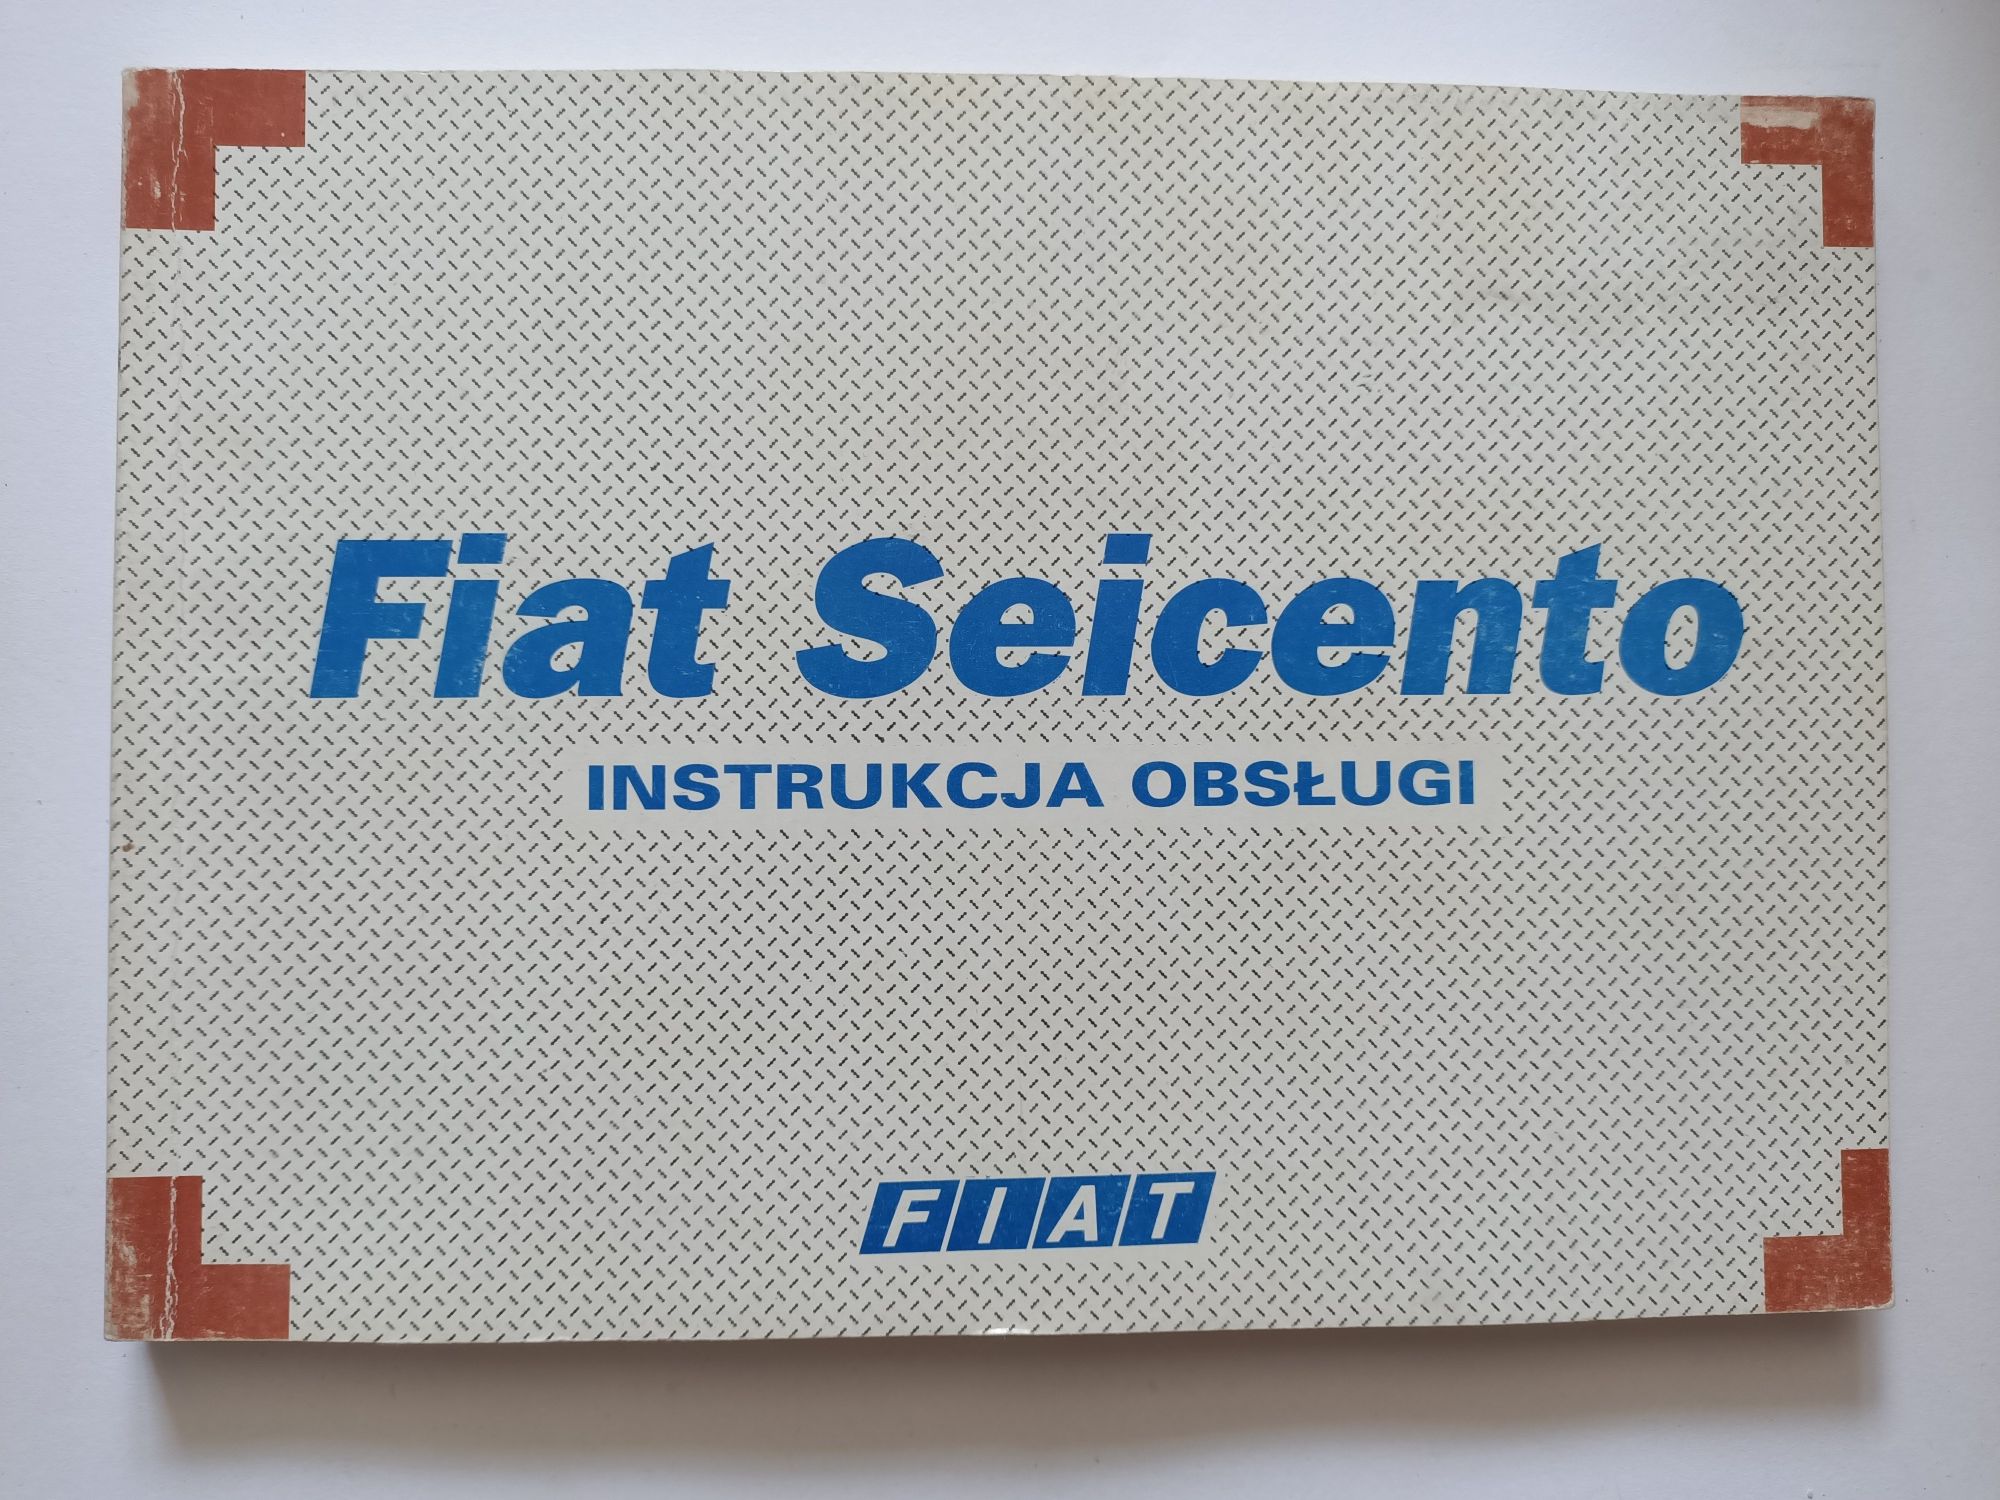 Fiat Seicento
INSTRUKCJA OBSŁUGI
FIAT